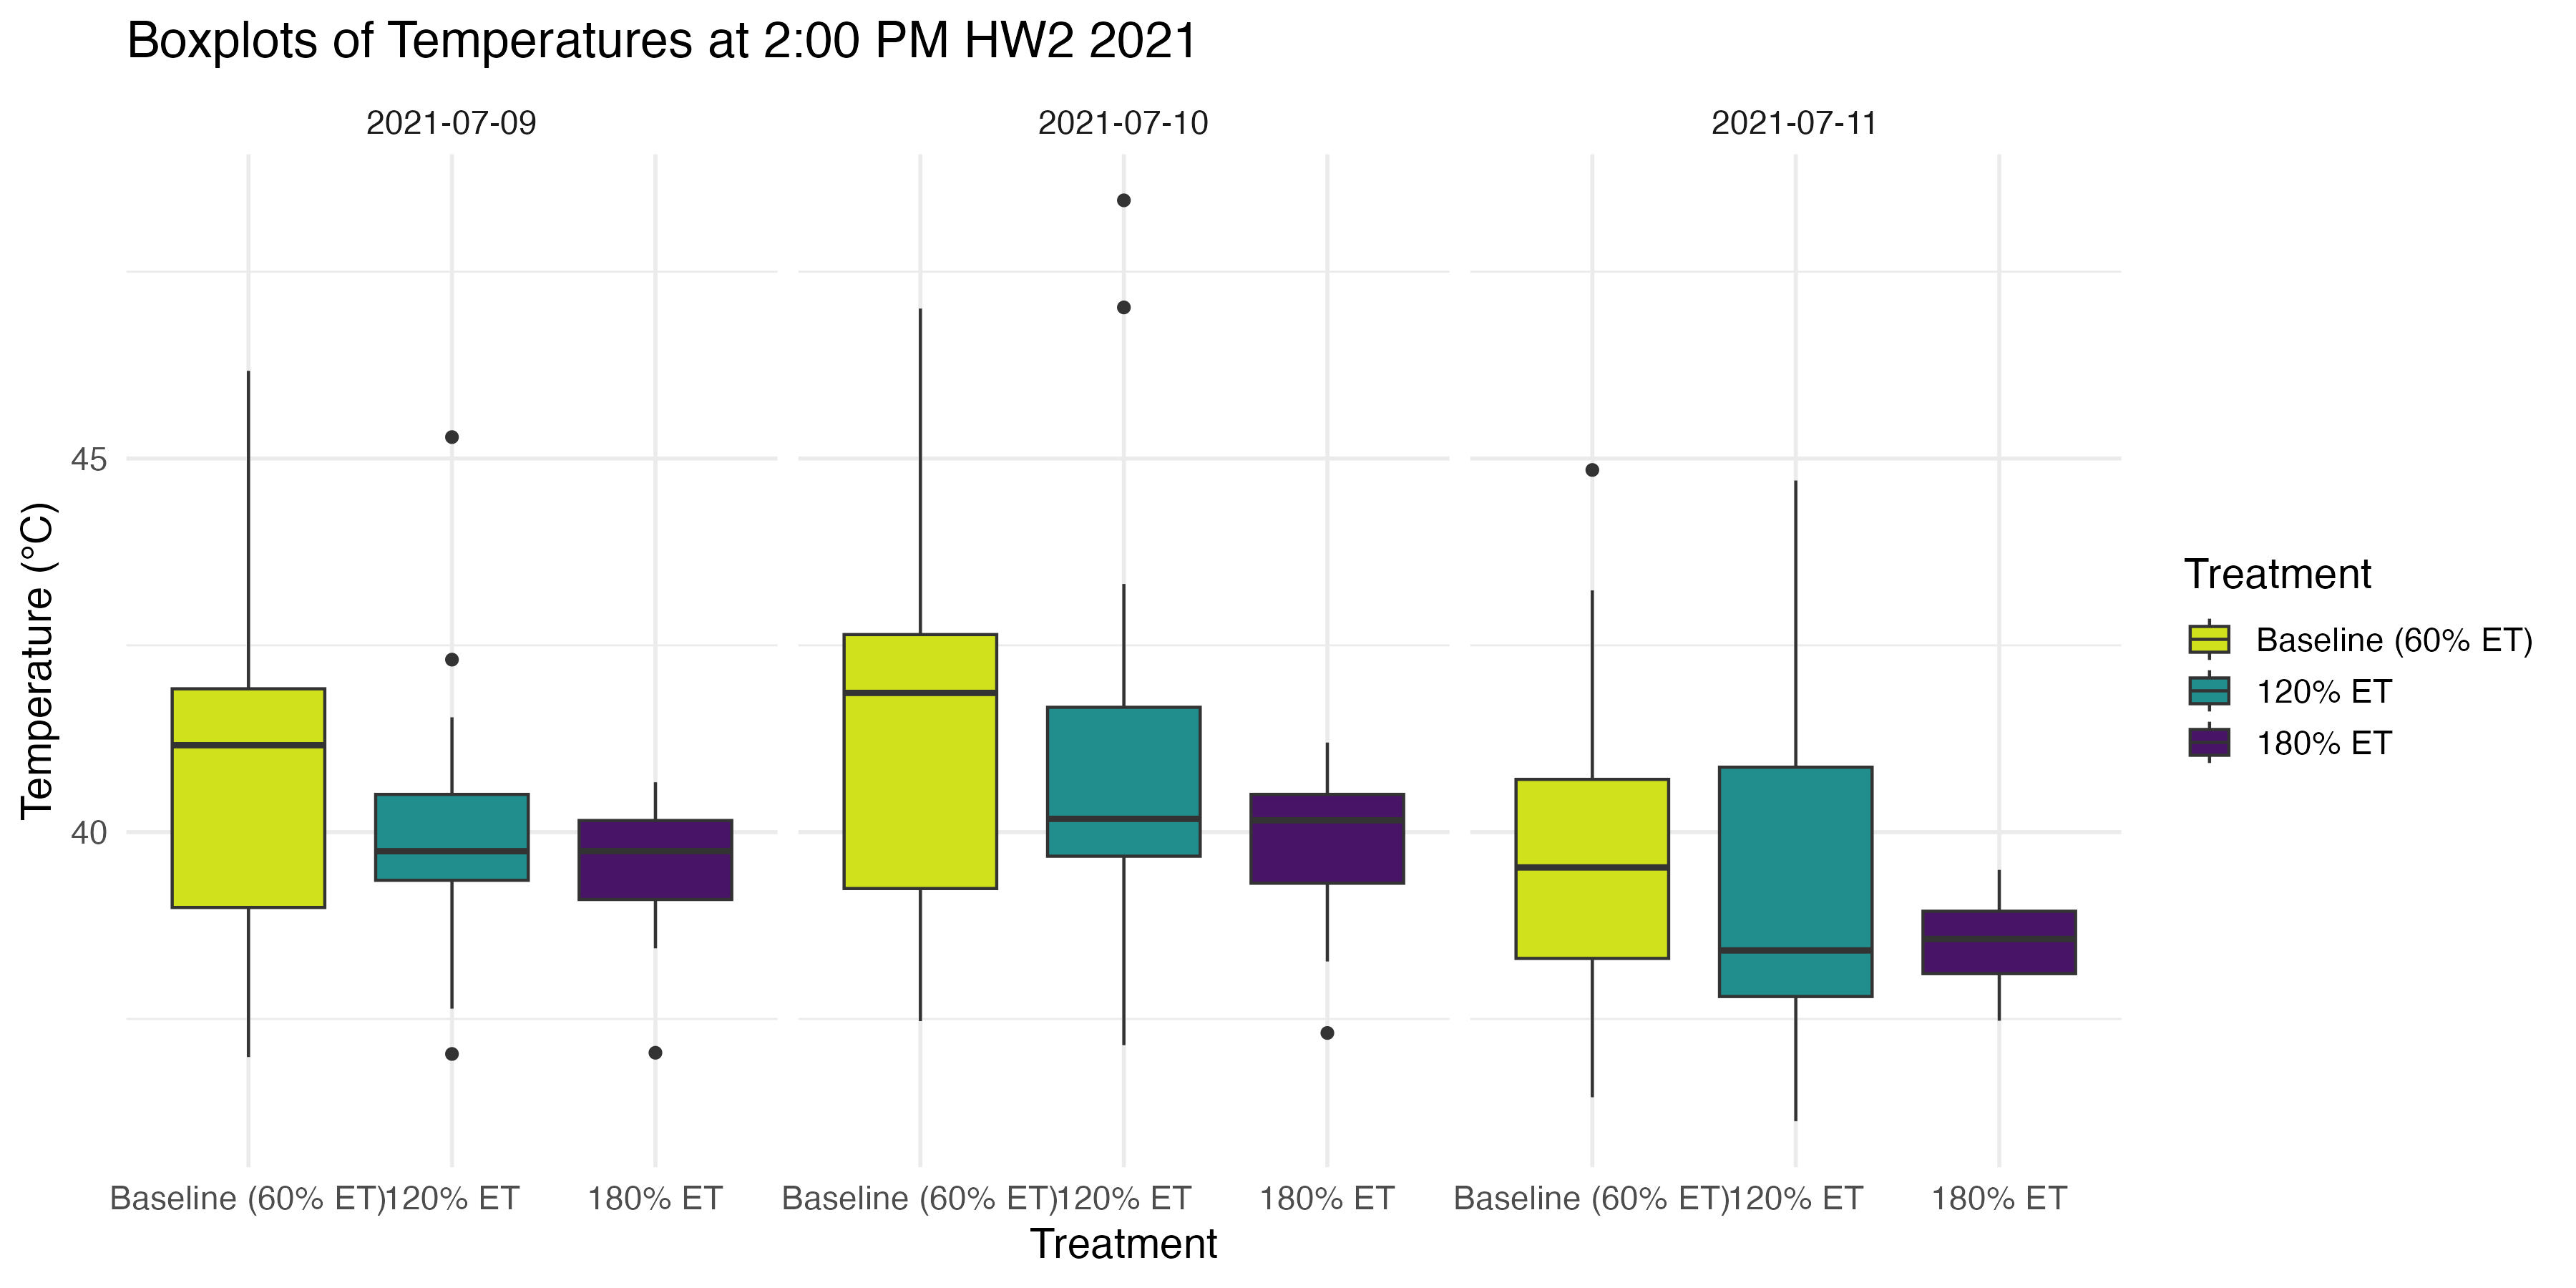 Boxplots of Temperatures at 2:00 PM HW2 2021
2021-07-09 2021-07-10 2021-07-11
Temperature (°C)
45
40
Baseline (60% ET) 120% ET 180% ET Baseline (60% ET) 120% ET 180% ET Baseline (60% ET) 120% ET 180% ET
Treatment
Treatment
Baseline (60% ET)
120% ET
180% ET